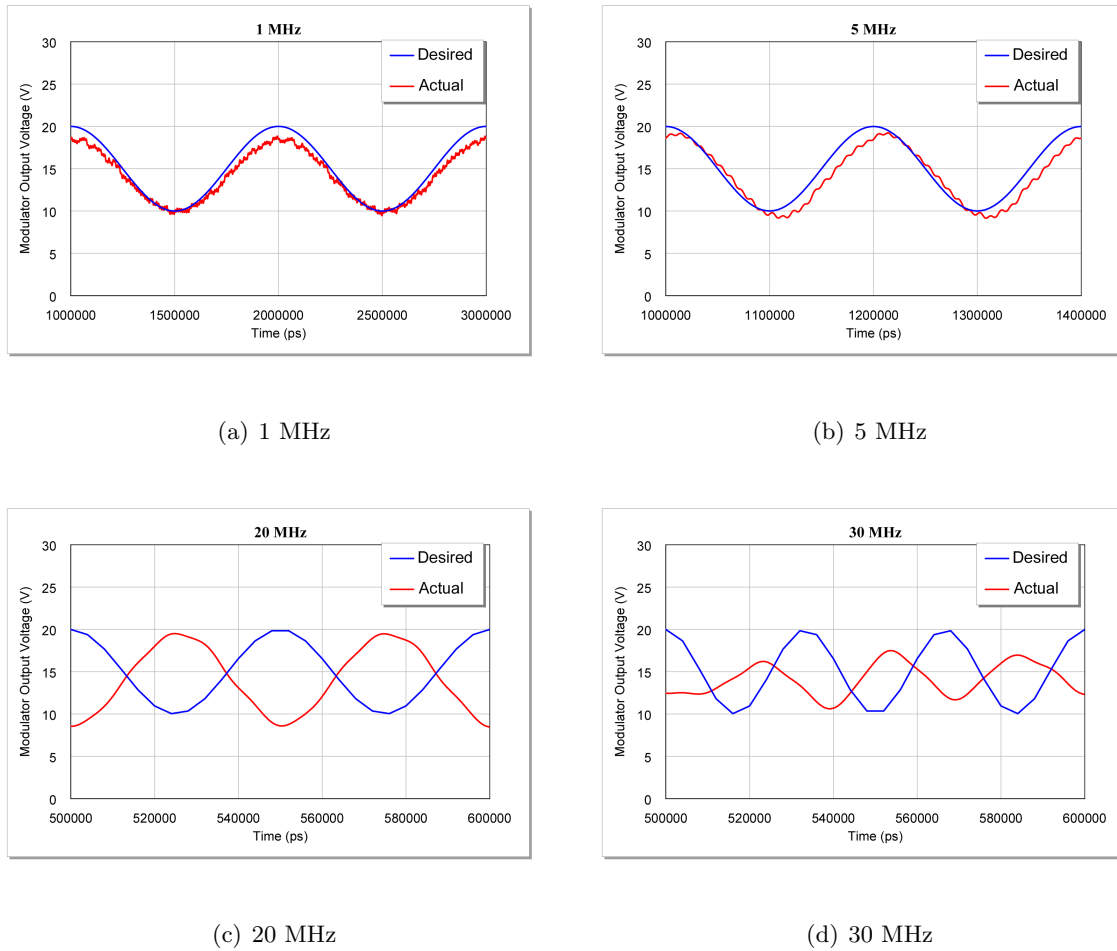 1 MHz
Modulator Output Voltage (V)
30
25
20
15
10
5
0
Desired
Actual
1000000 1500000 2000000 2500000 3000000
Time (ps)
(a) 1 MHz
5 MHz
Modulator Output Voltage (V)
30
25
20
15
10
5
0
Desired
Actual
1000000 1100000 1200000 1300000 1400000
Time (ps)
(b) 5 MHz
20 MHz
Modulator Output Voltage (V)
30
25
20
15
10
5
0
Desired
Actual
500000 520000 540000 560000 580000 600000
Time (ps)
(c) 20 MHz
30 MHz
Modulator Output Voltage (V)
30
25
20
15
10
5
0
Desired
Actual
500000 520000 540000 560000 580000 600000
Time (ps)
(d) 30 MHz